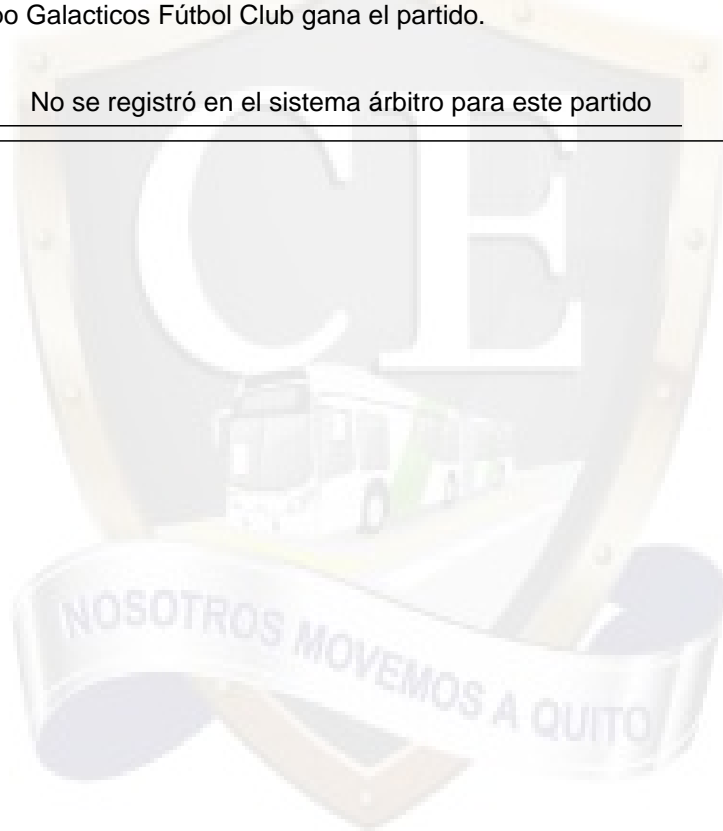 Galacticos Fútbol Club gana el partido.
No se registró en el sistema árbitro para este partido
CE
NOSOTROS MOVEMOS A QUITO